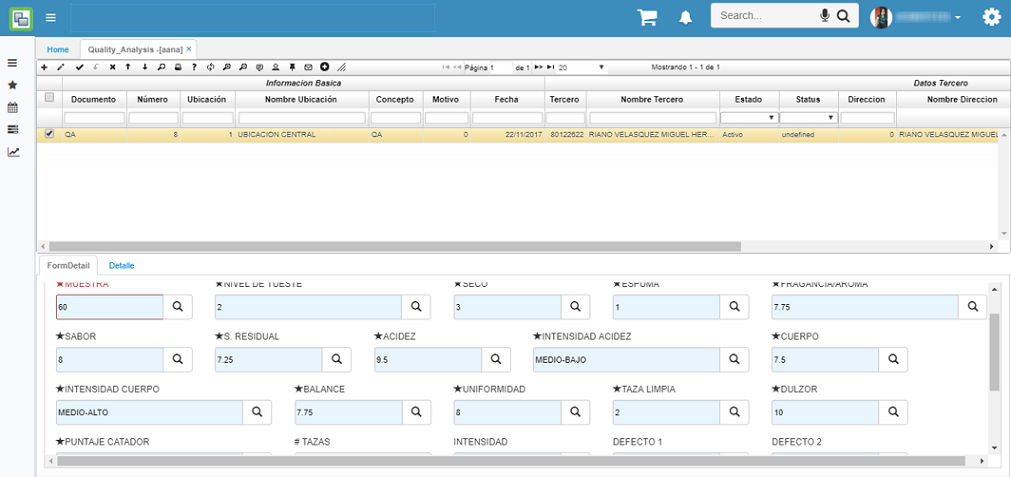 Search...
Home Quality_Analysis -[aana] ×
Página 1 de 1 20 Mostrando 1 - 1 de 1
Informacion Basica Datos Tercero
Documento Número Ubicación Nombre Ubicación Concepto Motivo Fecha Tercero Nombre Tercero Estado Status Direccion Nombre Direccion
QA 8 1 UBICACION CENTRAL QA 0 22/11/2017 80122622 RIANO VELASQUEZ MIGUEL HER... Activo undefined 0 RIANO VELASQUEZ MIGUEL
FormDetail Detalle
★MUESTRA ★NIVEL DE TUESTE ★SECO ★ESPUMA ★FRAGANCIA/AROMA
60 2 3 1 7.75
★SABOR ★S. RESIDUAL ★ACIDEZ ★INTENSIDAD ACIDEZ ★CUERPO
8 7.25 9.5 MEDIO-BAJO 7.5
★INTENSIDAD CUERPO ★BALANCE ★UNIFORMIDAD ★TAZA LIMPIA ★DULZOR
MEDIO-ALTO 7.75 8 2 10
★PUNTAJE CATADOR # TAZAS INTENSIDAD DEFECTO 1 DEFECTO 2